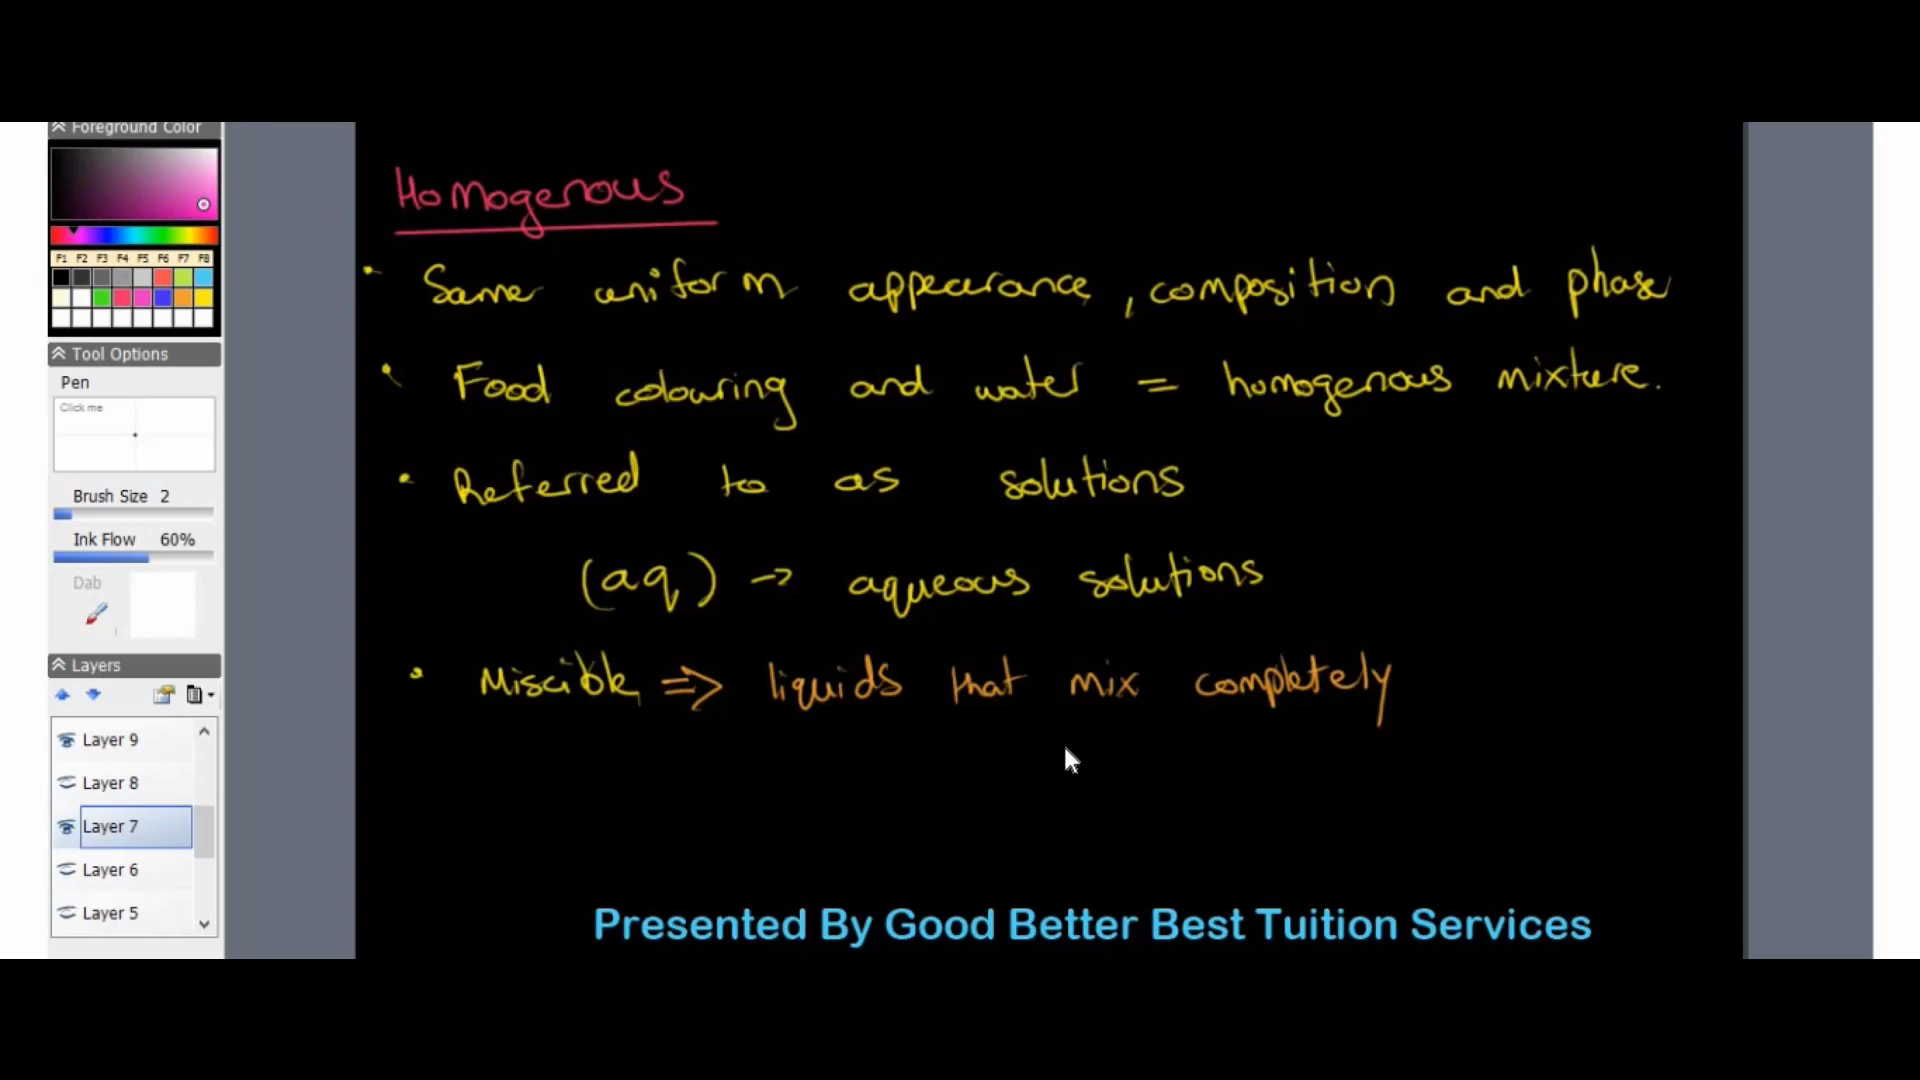 Foreground Color
F1 F2 F3 F4 F5 F6 F7 F8
Tool Options
Pen
Click me
Brush Size 2
Ink Flow 60%
Dab
Layers
Layer 9
Layer 8
Layer 7
Layer 6
Layer 5
Homogenous
• Same uniform appearance, composition and phase
• Food colouring and water = homogenous mixture.
• Referred to as solutions
(aq) → aqueous solutions
• Miscible => liquids that mix completely
Presented By Good Better Best Tuition Services